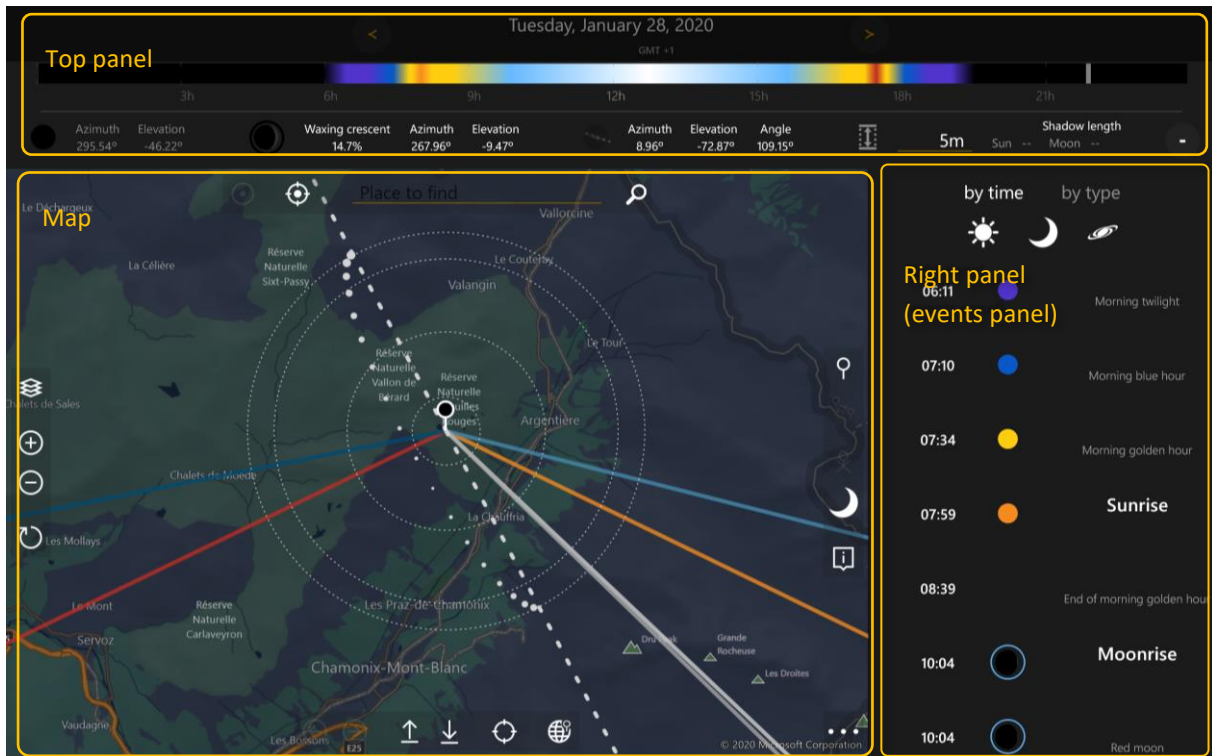 Tuesday, January 28, 2020
<
>
GMT +1
Top panel
3h 6h 9h 12h 15h 18h 21h
Azimuth Elevation Waxing crescent Azimuth Elevation Azimuth Elevation Angle Shadow length
295.54º -46.22º 14.7% 267.96º -9.47º 8.96º -72.87º 109.15º 5m Sun -- Moon -- -
Map
Place to find
Le Déchargeux
Vallorcine
La Célière
Réserve
Naturelle
Sixt-Passy
Le Couteray
Valangin
Le Tour
Réserve
Naturelle
Vallon de
Bérard
Réserve
Naturelle
Rouges
Chalets de Sales
Argentière
Chalets de Moëde
La Chauffria
Les Mollays
Le Mont
Réserve
Naturelle
Carlaveyron
Les Praz-de-Chamonix
Servoz
Chamonix-Mont-Blanc
Grande
Rocheuse
Les Droites
Vaudagne
Les Bossons
E25
© 2020 Microsoft Corporation
by time by type
Right panel
(events panel)
06:11 Morning twilight
07:10 Morning blue hour
07:34 Morning golden hour
07:59 Sunrise
08:39 End of morning golden hour
10:04 Moonrise
10:04 Red moon